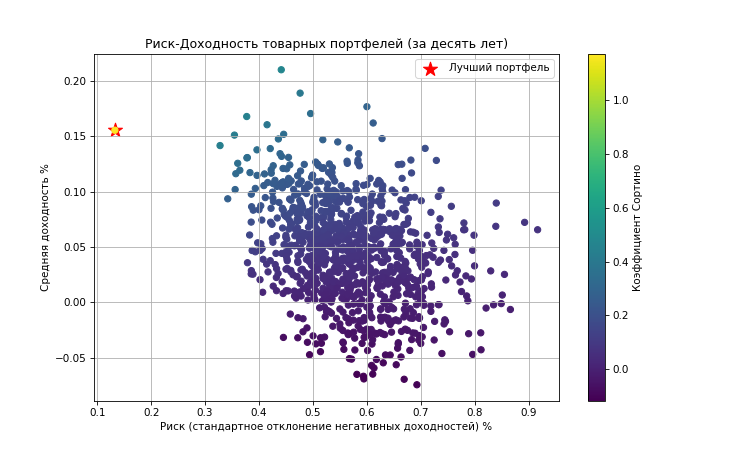 Риск-Доходность товарных портфелей (за десять лет)
Лучший портфель
Средняя доходность %
0.20
0.15
0.10
0.05
0.00
−0.05
0.1 0.2 0.3 0.4 0.5 0.6 0.7 0.8 0.9
Риск (стандартное отклонение негативных доходностей) %
1.0
0.8
0.6
0.4
0.2
0.0
Коэффициент Сортино